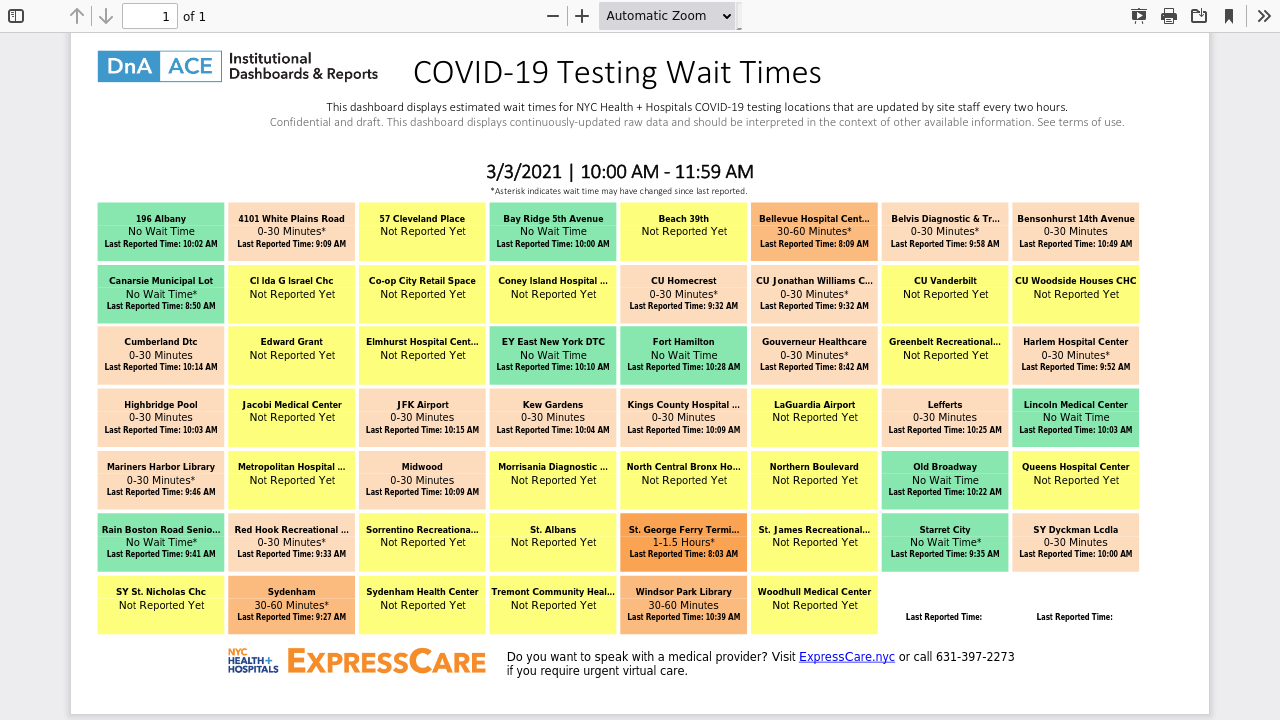 1 of 1 Automatic Zoom
DnA ACE Institutional
Dashboards & Reports
COVID-19 Testing Wait Times
This dashboard displays estimated wait times for NYC Health + Hospitals COVID-19 testing locations that are updated by site staff every two hours.
Confidential and draft. This dashboard displays continuously-updated raw data and should be interpreted in the context of other available information. See terms of use.
3/3/2021 | 10:00 AM - 11:59 AM
*Asterisk indicates wait time may have changed since last reported.
196 Albany
No Wait Time
Last Reported Time: 10:02 AM
4101 White Plains Road
0-30 Minutes*
Last Reported Time: 9:09 AM
57 Cleveland Place
Not Reported Yet
Bay Ridge 5th Avenue
No Wait Time
Last Reported Time: 10:00 AM
Beach 39th
Not Reported Yet
Bellevue Hospital Cent...
30-60 Minutes*
Last Reported Time: 8:09 AM
Belvis Diagnostic & Tr...
0-30 Minutes*
Last Reported Time: 9:58 AM
Bensonhurst 14th Avenue
0-30 Minutes
Last Reported Time: 10:49 AM
Canarsie Municipal Lot
No Wait Time*
Last Reported Time: 8:50 AM
Cl Ida G Israel Chc
Not Reported Yet
Co-op City Retail Space
Not Reported Yet
Coney Island Hospital ...
Not Reported Yet
CU Homecrest
0-30 Minutes*
Last Reported Time: 9:32 AM
CU Jonathan Williams C...
0-30 Minutes*
Last Reported Time: 9:32 AM
CU Vanderbilt
Not Reported Yet
CU Woodside Houses CHC
Not Reported Yet
Cumberland Dtc
0-30 Minutes
Last Reported Time: 10:14 AM
Edward Grant
Not Reported Yet
Elmhurst Hospital Cent...
Not Reported Yet
EY East New York DTC
No Wait Time
Last Reported Time: 10:10 AM
Fort Hamilton
No Wait Time
Last Reported Time: 10:28 AM
Gouverneur Healthcare
0-30 Minutes*
Last Reported Time: 8:42 AM
Greenbelt Recreational...
Not Reported Yet
Harlem Hospital Center
0-30 Minutes*
Last Reported Time: 9:52 AM
Highbridge Pool
0-30 Minutes
Last Reported Time: 10:03 AM
Jacobi Medical Center
Not Reported Yet
JFK Airport
0-30 Minutes
Last Reported Time: 10:15 AM
Kew Gardens
0-30 Minutes
Last Reported Time: 10:04 AM
Kings County Hospital ...
0-30 Minutes
Last Reported Time: 10:09 AM
LaGuardia Airport
Not Reported Yet
Lefferts
0-30 Minutes
Last Reported Time: 10:25 AM
Lincoln Medical Center
No Wait Time
Last Reported Time: 10:03 AM
Mariners Harbor Library
0-30 Minutes*
Last Reported Time: 9:46 AM
Metropolitan Hospital ...
Not Reported Yet
Midwood
0-30 Minutes
Last Reported Time: 10:09 AM
Morrisania Diagnostic ...
Not Reported Yet
North Central Bronx Ho...
Not Reported Yet
Northern Boulevard
Not Reported Yet
Old Broadway
No Wait Time
Last Reported Time: 10:22 AM
Queens Hospital Center
Not Reported Yet
Rain Boston Road Senio...
No Wait Time*
Last Reported Time: 9:41 AM
Red Hook Recreational ...
0-30 Minutes*
Last Reported Time: 9:33 AM
Sorrentino Recreationa...
Not Reported Yet
St. Albans
Not Reported Yet
St. George Ferry Termi...
1-1.5 Hours*
Last Reported Time: 8:03 AM
St. James Recreational...
Not Reported Yet
Starret City
No Wait Time*
Last Reported Time: 9:35 AM
SY Dyckman Lcdla
0-30 Minutes
Last Reported Time: 10:00 AM
SY St. Nicholas Chc
Not Reported Yet
Sydenham
30-60 Minutes*
Last Reported Time: 9:27 AM
Sydenham Health Center
Not Reported Yet
Tremont Community Heal...
Not Reported Yet
Windsor Park Library
30-60 Minutes
Last Reported Time: 10:39 AM
Woodhull Medical Center
Not Reported Yet
Last Reported Time:
Last Reported Time:
NYC
HEALTH+
HOSPITALS
EXPRESSCARE
Do you want to speak with a medical provider? Visit ExpressCare.nyc or call 631-397-2273
if you require urgent virtual care.